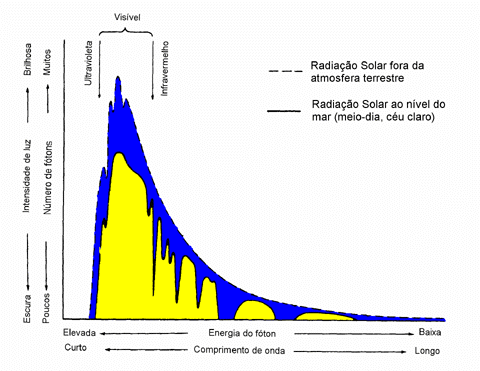 Visível
Ultravioleta
Infravermelho
Radiação Solar fora da
atmosfera terrestre
Radiação Solar ao nível do
mar (meio-dia, céu claro)
Brilhosa
Intensidade de luz
Escura
Muitos
Número de fótons
Poucos
Elevada Energia do fóton Baixa
Curto Comprimento de onda Longo